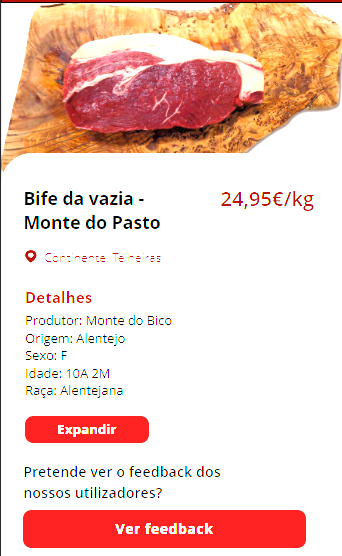 Bife da vazia -
Monte do Pasto
24,95€/kg
Continente, Telheiras
Detalhes
Produtor: Monte do Bico
Origem: Alentejo
Sexo: F
Idade: 10A 2M
Raça: Alentejana
Expandir
Pretende ver o feedback dos
nossos utilizadores?
Ver feedback